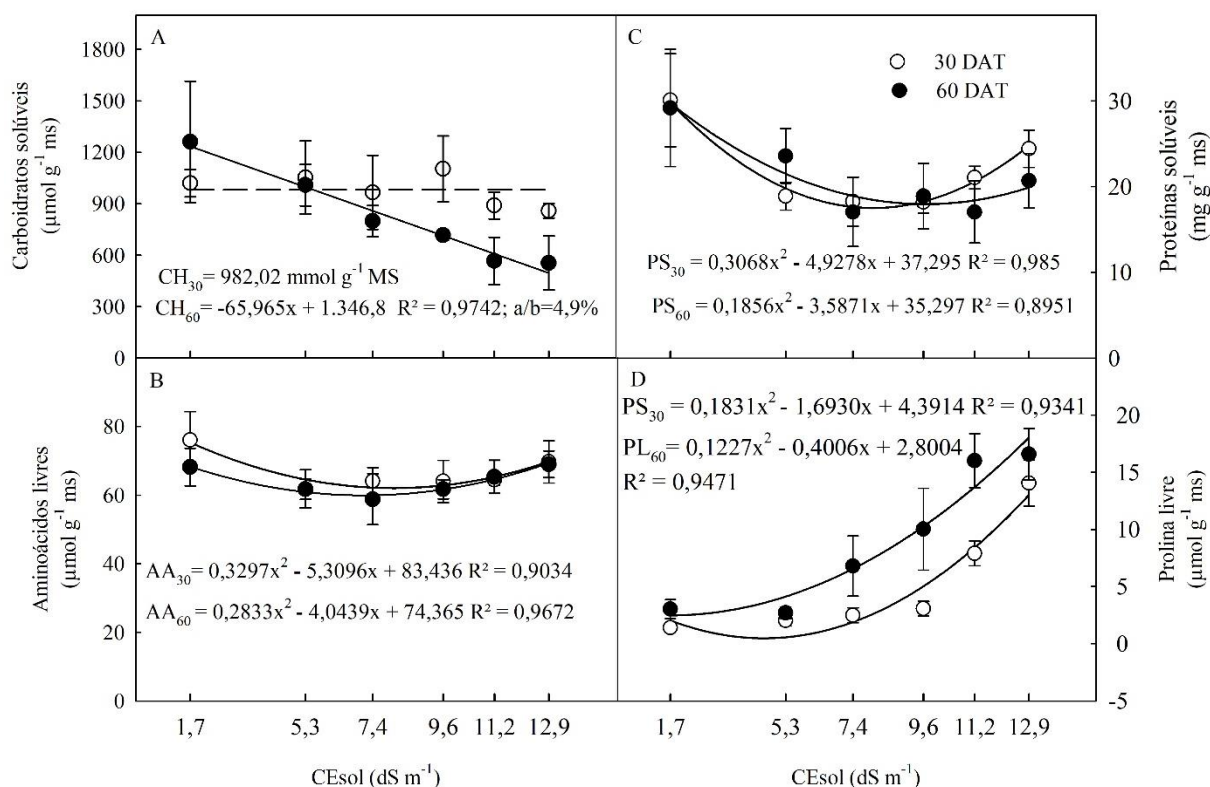 A
Carboidratos solúveis
(µmol g⁻¹ ms)
1800
1500
1200
900
600
300
0
CH₃₀= 982,02 mmol g⁻¹ MS
CH₆₀= -65,965x + 1.346,8 R² = 0,9742; a/b=4,9%
C
30 DAT
60 DAT
30
20
10
0
Proteínas solúveis
(mg g⁻¹ ms)
PS₃₀ = 0,3068x² - 4,9278x + 37,295 R² = 0,985
PS₆₀ = 0,1856x² - 3,5871x + 35,297 R² = 0,8951
B
Aminoácidos livres
(µmol g⁻¹ ms)
80
60
40
20
0
AA₃₀= 0,3297x² - 5,3096x + 83,436 R² = 0,9034
AA₆₀ = 0,2833x² - 4,0439x + 74,365 R² = 0,9672
1,7 5,3 7,4 9,6 11,2 12,9
CEsol (dS m⁻¹)
D
PS₃₀ = 0,1831x² - 1,6930x + 4,3914 R² = 0,9341
PL₆₀ = 0,1227x² - 0,4006x + 2,8004
R² = 0,9471
20
15
10
5
0
-5
Prolina livre
(µmol g⁻¹ ms)
1,7 5,3 7,4 9,6 11,2 12,9
CEsol (dS m⁻¹)